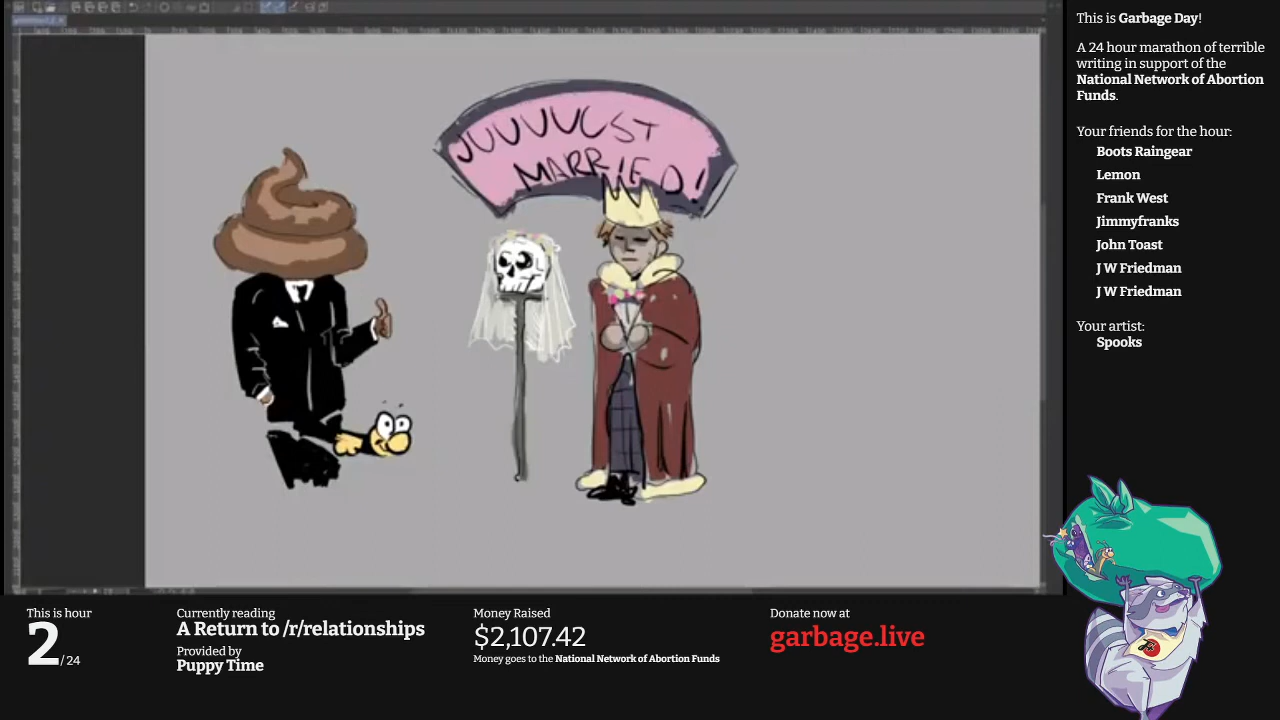 JUUUUUST
MARRIED!
This is Garbage Day!
A 24 hour marathon of terrible
writing in support of the
National Network of Abortion
Funds.
Your friends for the hour:
Boots Raingear
Lemon
Frank West
Jimmyfranks
John Toast
J W Friedman
J W Friedman
Your artist:
Spooks
This is hour
2/24
Currently reading
A Return to /r/relationships
Provided by
Puppy Time
Money Raised
$2,107.42
Money goes to the National Network of Abortion Funds
Donate now at
garbage.live